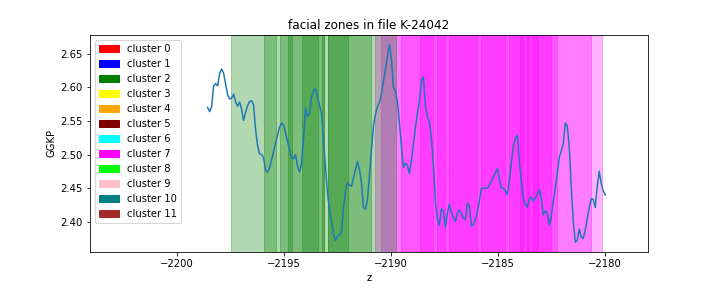 facial zones in file K-24042
cluster 0
cluster 1
cluster 2
cluster 3
cluster 4
cluster 5
cluster 6
cluster 7
cluster 8
cluster 9
cluster 10
cluster 11
2.65
2.60
2.55
2.50
2.45
2.40
GGKP
−2200
−2195
−2190
−2185
−2180
z